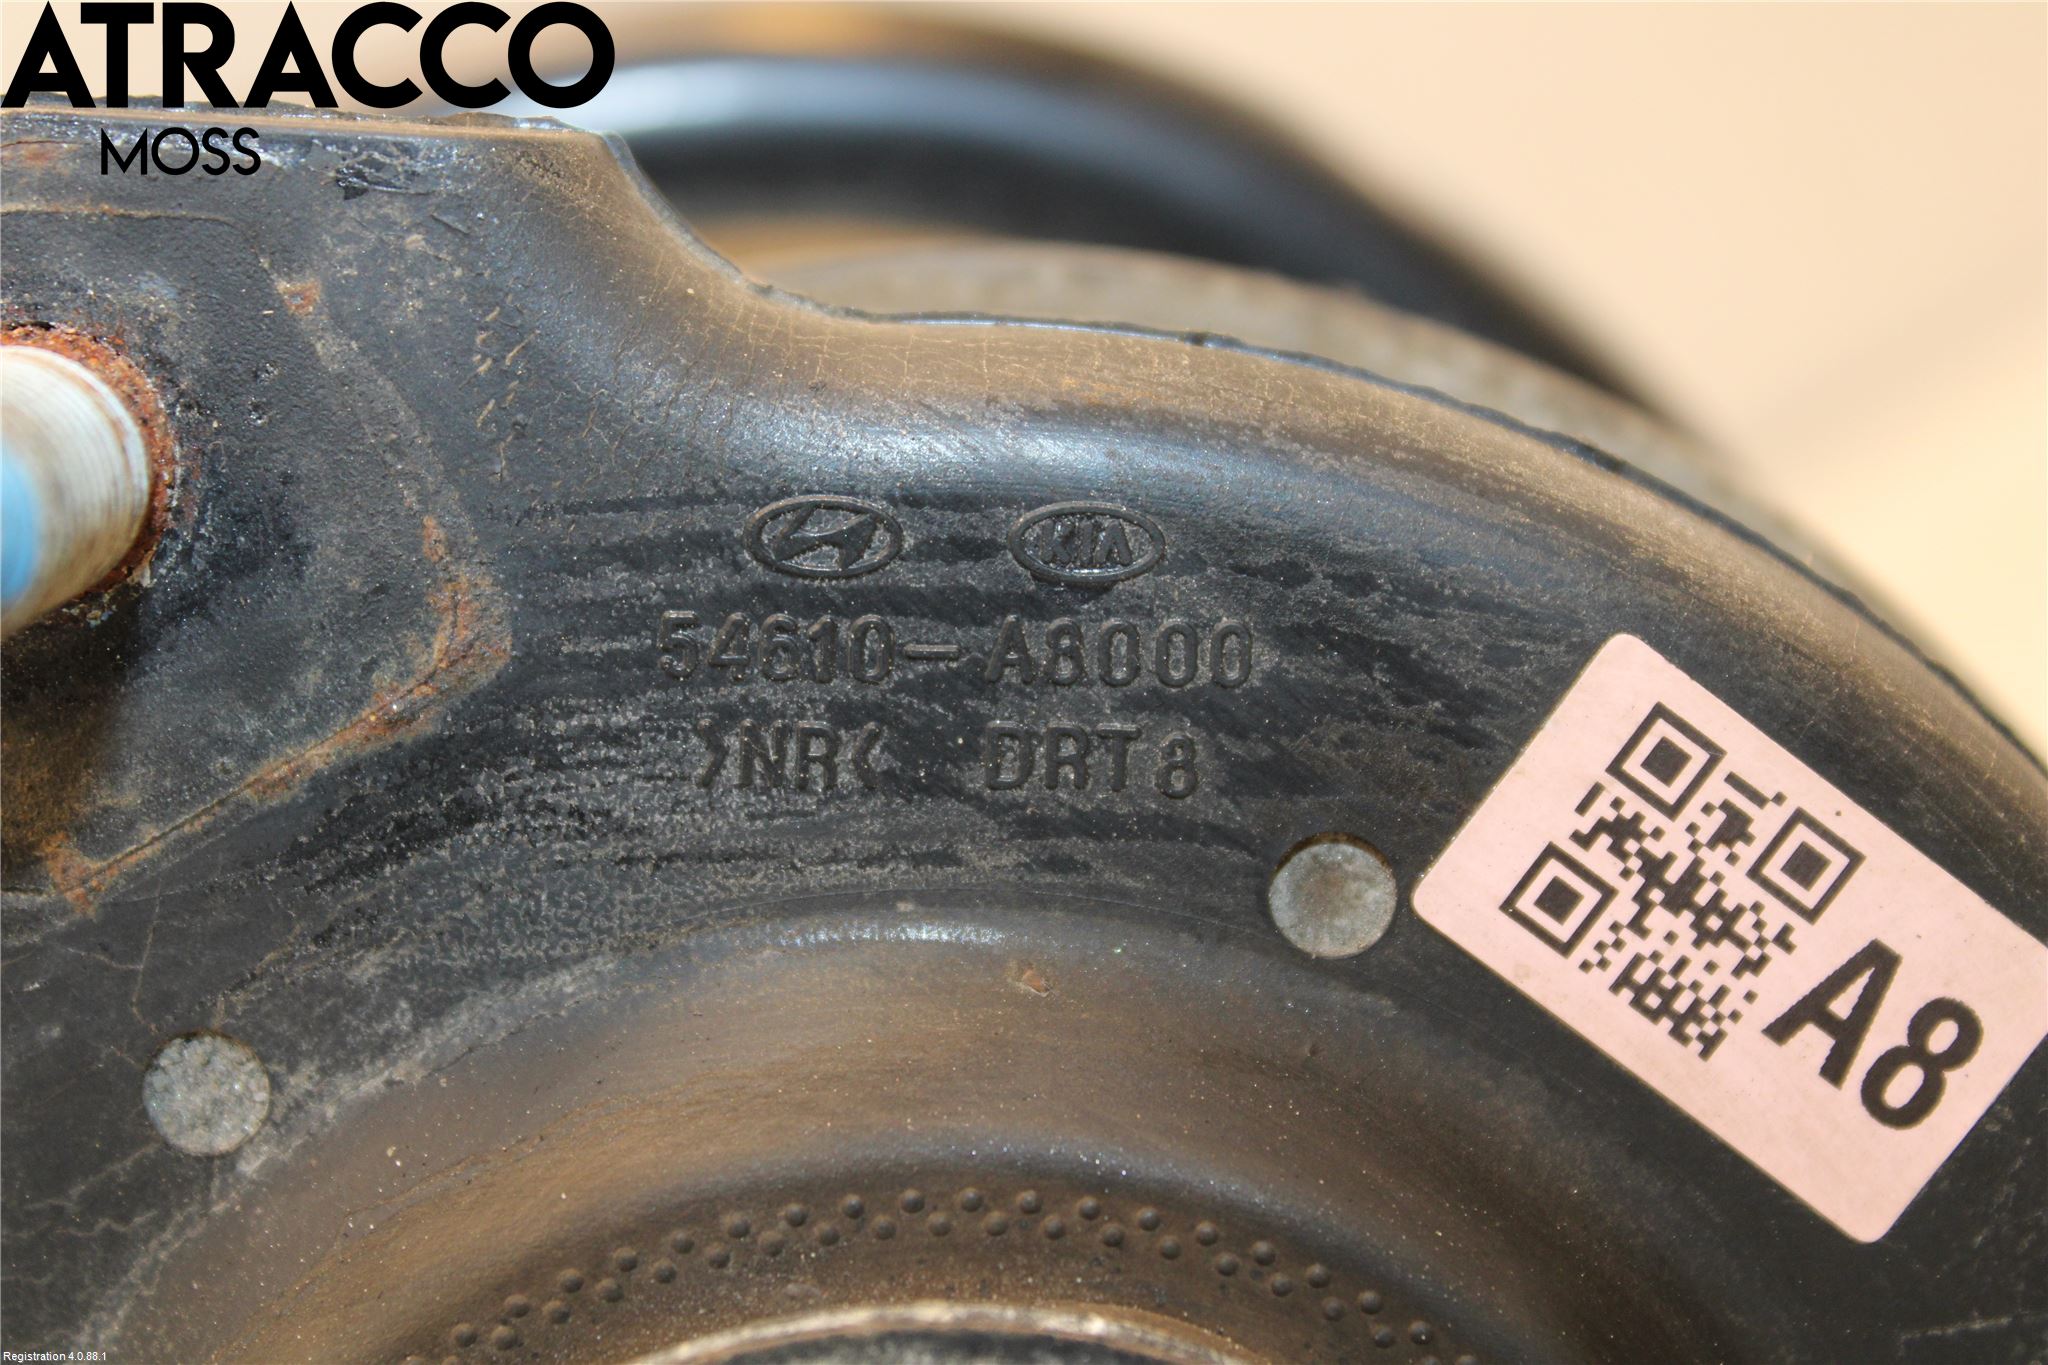 ATRACCO
MOSS
KIA
54610-A8000
>NR< DRT8
A8
Registration 4.0.88.1